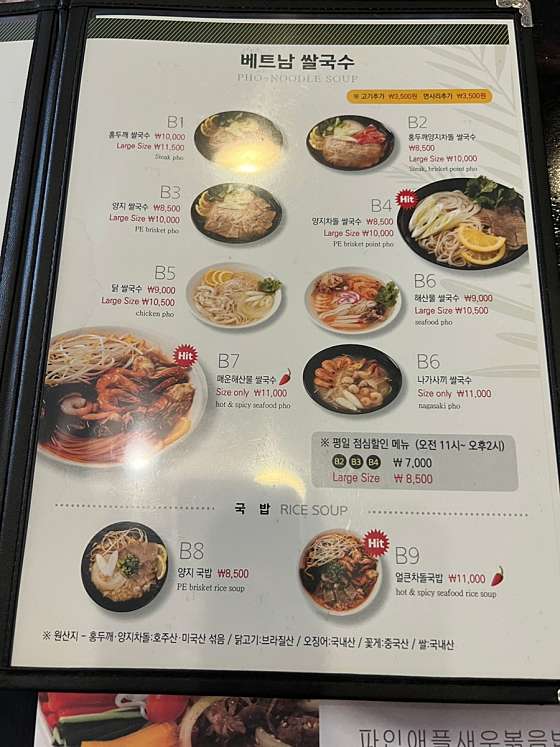 베트남 쌀국수
PHO-NOODLE SOUP
※ 고기추가 ₩3,500원 면사리추가 ₩3,500원
B1
홍두깨 쌀국수 ₩10,000
Large Size ₩11,500
Steak pho
B2
홍두깨양지차돌 쌀국수
₩8,500
Large Size ₩10,000
Steak, brisket point pho
B3
양지 쌀국수 ₩8,500
Large Size ₩10,000
PE brisket pho
B4
Hit
양지차돌 쌀국수 ₩8,500
Large Size ₩10,000
PE brisket point pho
B5
닭 쌀국수 ₩9,000
Large Size ₩10,500
chicken pho
B6
해산물 쌀국수 ₩9,000
Large Size ₩10,500
seafood pho
Hit
B7
매운해산물 쌀국수
Size only ₩11,000
hot & spicy seafood pho
B6
나가사끼 쌀국수
Size only ₩11,000
nagasaki pho
※ 평일 점심할인 메뉴 (오전 11시~ 오후2시)
B2 B3 B4 ₩ 7,000
Large Size ₩ 8,500
국 밥 RICE SOUP
B8
양지 국밥 ₩8,500
PE brisket rice soup
Hit
B9
얼큰차돌국밥 ₩11,000
hot & spicy seafood rice soup
※ 원산지 - 홍두깨·양지차돌:호주산·미국산 섞음 / 닭고기:브라질산 / 오징어:국내산 / 꽃게:중국산 / 쌀:국내산
파인애플새우볶음